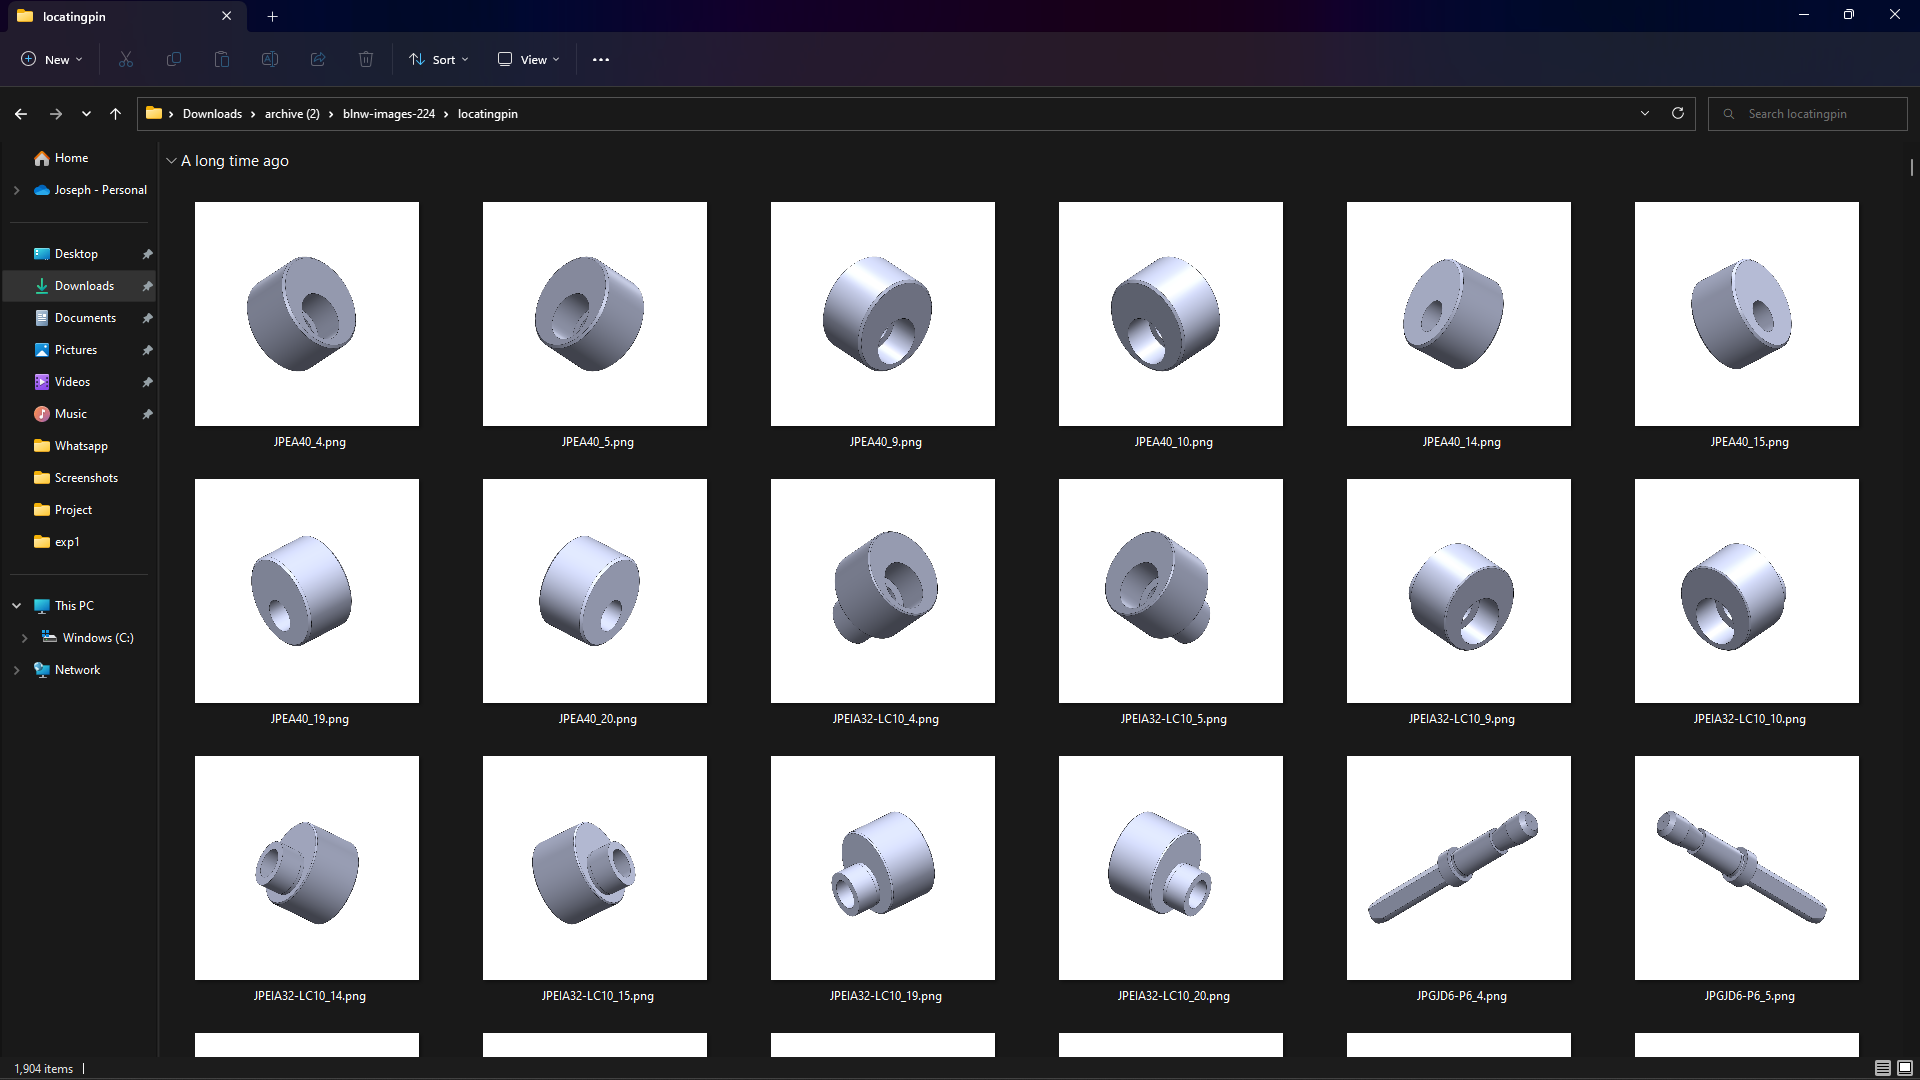 locatingpin
New
Sort
View
Downloads
archive (2)
blnw-images-224
locatingpin
Search locatingpin
Home
Joseph - Personal
Desktop
Downloads
Documents
Pictures
Videos
Music
Whatsapp
Screenshots
Project
exp1
This PC
Windows (C:)
Network
A long time ago
JPEA40_4.png
JPEA40_5.png
JPEA40_9.png
JPEA40_10.png
JPEA40_14.png
JPEA40_15.png
JPEA40_19.png
JPEA40_20.png
JPEIA32-LC10_4.png
JPEIA32-LC10_5.png
JPEIA32-LC10_9.png
JPEIA32-LC10_10.png
JPEIA32-LC10_14.png
JPEIA32-LC10_15.png
JPEIA32-LC10_19.png
JPEIA32-LC10_20.png
JPGJD6-P6_4.png
JPGJD6-P6_5.png
1,904 items